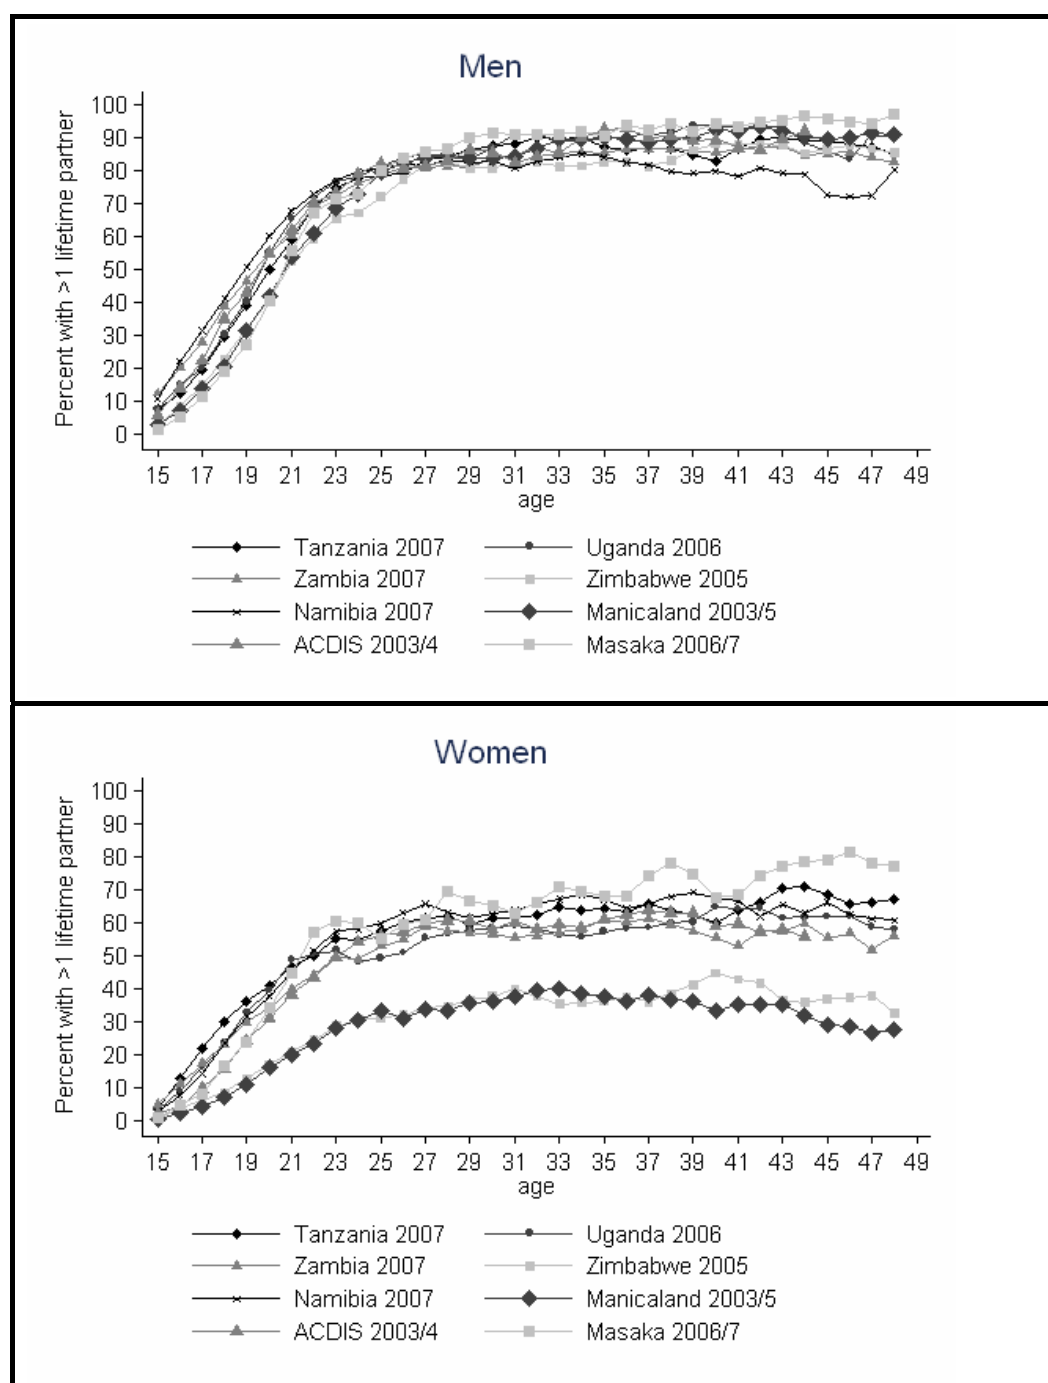 Men
Percent with >1 lifetime partner
100
90
80
70
60
50
40
30
20
10
0
15 17 19 21 23 25 27 29 31 33 35 37 39 41 43 45 47 49
age
Tanzania 2007 Uganda 2006
Zambia 2007 Zimbabwe 2005
Namibia 2007 Manicaland 2003/5
ACDIS 2003/4 Masaka 2006/7
Women
Percent with >1 lifetime partner
100
90
80
70
60
50
40
30
20
10
0
15 17 19 21 23 25 27 29 31 33 35 37 39 41 43 45 47 49
age
Tanzania 2007 Uganda 2006
Zambia 2007 Zimbabwe 2005
Namibia 2007 Manicaland 2003/5
ACDIS 2003/4 Masaka 2006/7